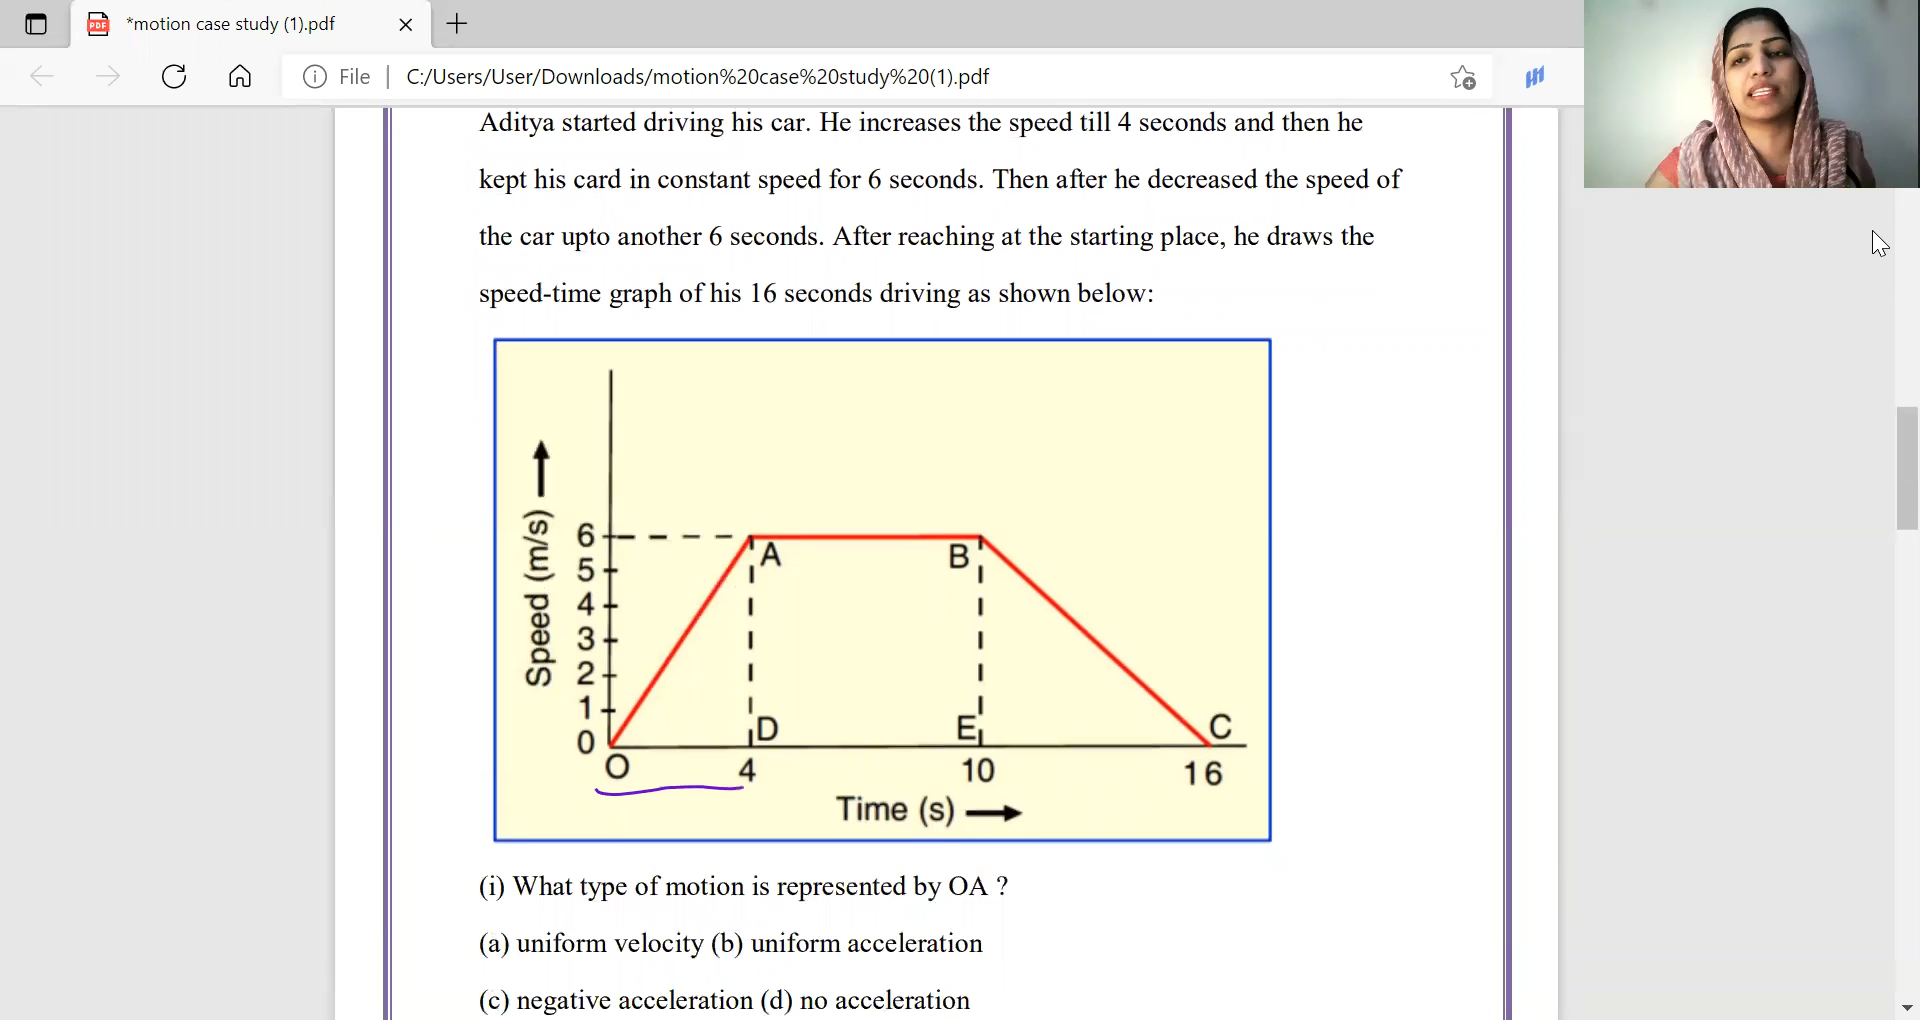 *motion case study (1).pdf
File | C:/Users/User/Downloads/motion%20case%20study%20(1).pdf
Aditya started driving his car. He increases the speed till 4 seconds and then he
kept his card in constant speed for 6 seconds. Then after he decreased the speed of
the car upto another 6 seconds. After reaching at the starting place, he draws the
speed-time graph of his 16 seconds driving as shown below:
Speed (m/s)
6
5
4
3
2
1
0
A
B
D
E
C
O
4
10
16
Time (s)
(i) What type of motion is represented by OA ?
(a) uniform velocity (b) uniform acceleration
(c) negative acceleration (d) no acceleration